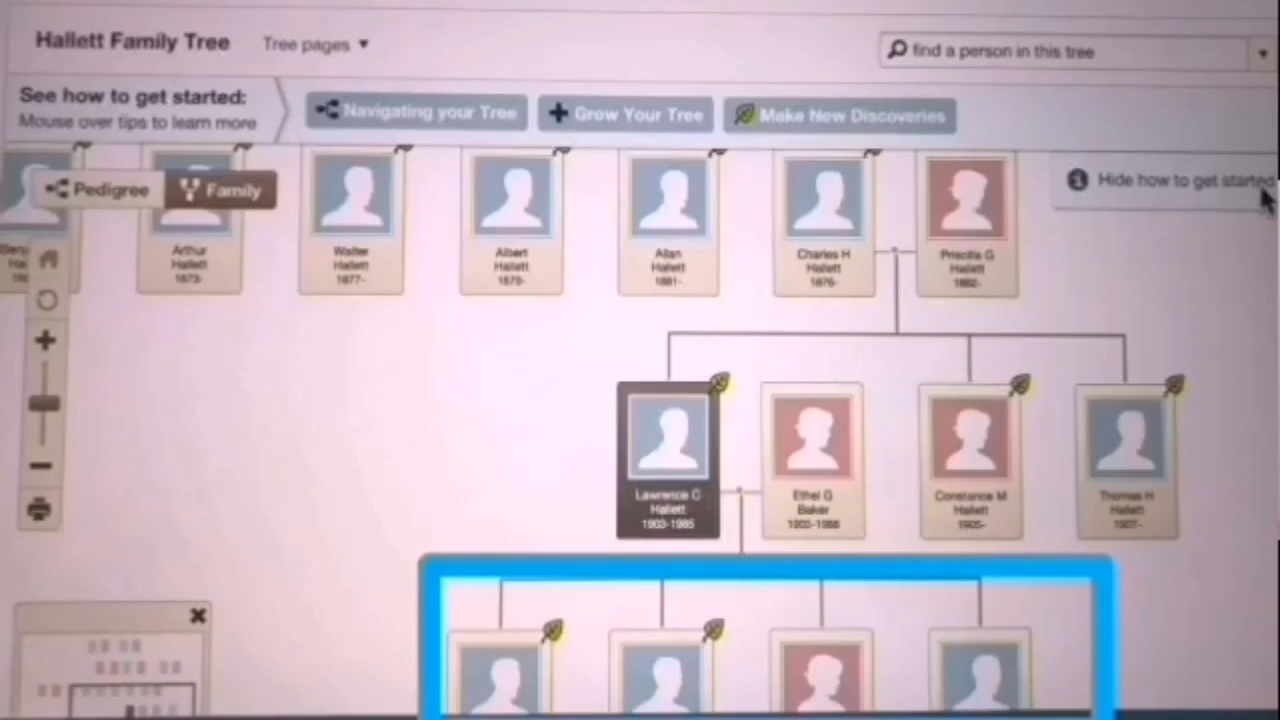 Hallett Family Tree
Tree pages
find a person in this tree
See how to get started:
Mouse over tips to learn more
Navigating your Tree
Grow Your Tree
Make New Discoveries
Hide how to get started
Pedigree
Family
Arthur
Hallett
1873-
Walter
Hallett
1877-
Albert
Hallett
1879-
Allan
Hallett
1881-
Charles H
Hallett
1876-
Priscilla G
Hallett
1882-
Lawrence C
Hallett
1903-1985
Ethel G
Baker
1903-1988
Constance M
Hallett
1905-
Thomas H
Hallett
1907-